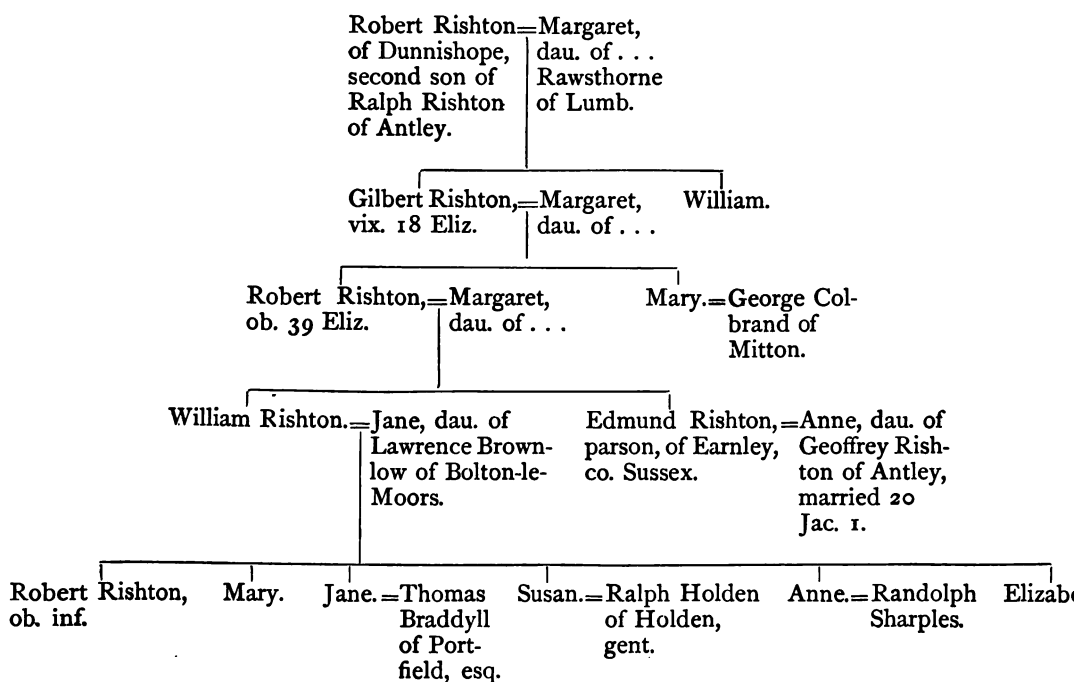 Robert Rishton=Margaret,
of Dunnishope,
second son of
Ralph Rishton
of Antley.
dau. of . . .
Rawsthorne
of Lumb.
Gilbert Rishton,=Margaret,
vix. 18 Eliz.
dau. of . . .
William.
Robert Rishton,=Margaret,
ob. 39 Eliz.
dau. of . . .
Mary.=George Col-
brand of
Mitton.
William Rishton.=Jane, dau. of
Lawrence Brown-
low of Bolton-le-
Moors.
Edmund Rishton,=Anne, dau. of
parson, of Earnley,
co. Sussex.
Geoffrey Rish-
ton of Antley,
married 20
Jac. 1.
Robert Rishton,
ob. inf.
Mary.
Jane.=Thomas
Braddyll
of Port-
field, esq.
Susan.=Ralph Holden
of Holden,
gent.
Anne.=Randolph
Sharples.
Elizabe